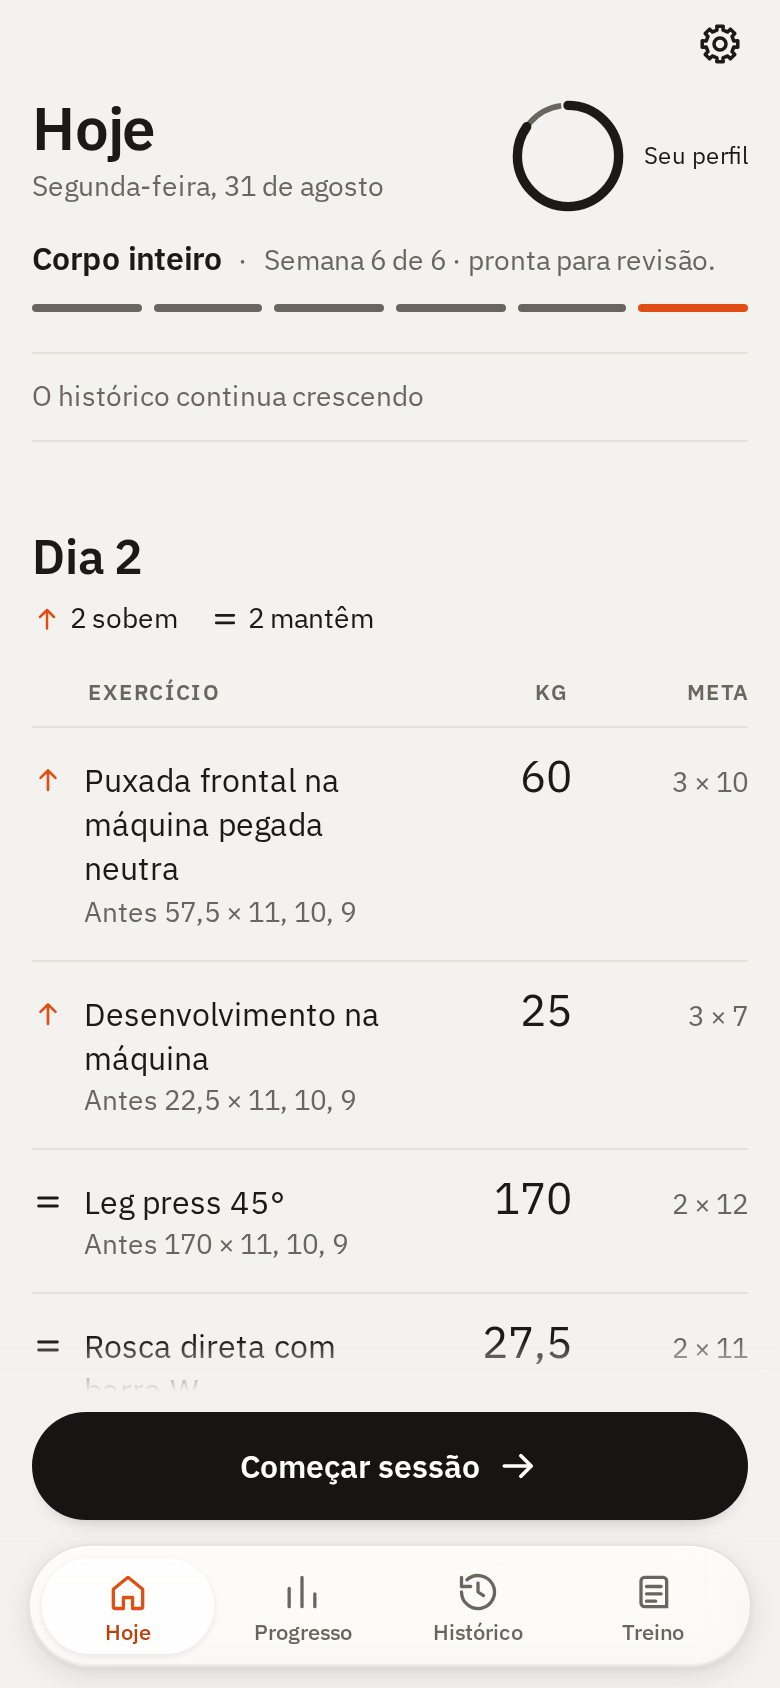 Hoje
Segunda-feira, 31 de agosto
Seu perfil
Corpo inteiro · Semana 6 de 6 · pronta para revisão.
O histórico continua crescendo
Dia 2
↑ 2 sobem = 2 mantêm
EXERCÍCIO KG META
↑ Puxada frontal na 60 3 × 10
máquina pegada
neutra
Antes 57,5 × 11, 10, 9
↑ Desenvolvimento na 25 3 × 7
máquina
Antes 22,5 × 11, 10, 9
= Leg press 45° 170 2 × 12
Antes 170 × 11, 10, 9
= Rosca direta com 27,5 2 × 11
barra W
Começar sessão →
Hoje Progresso Histórico Treino